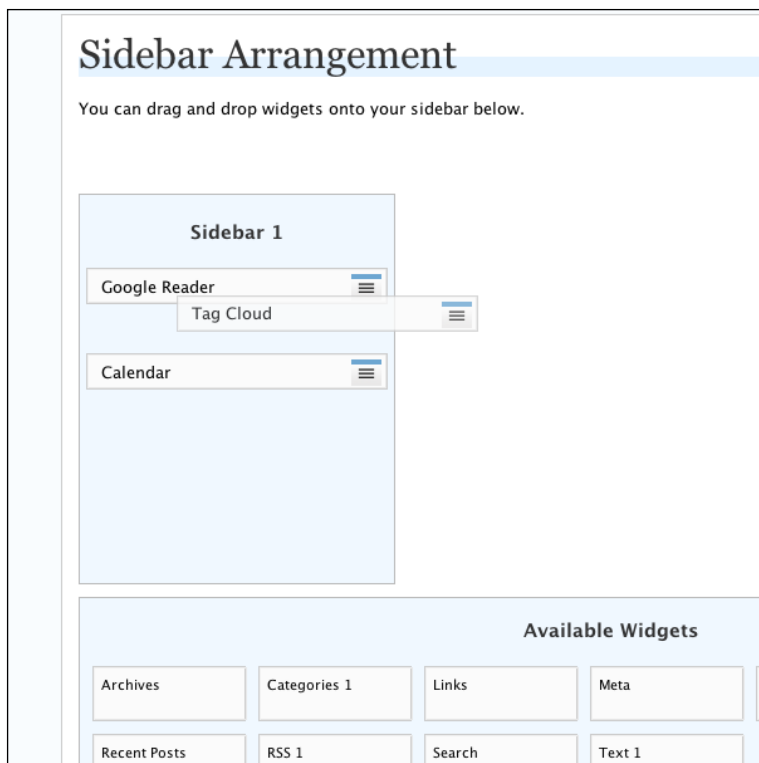 Sidebar Arrangement
You can drag and drop widgets onto your sidebar below.
Sidebar 1
Google Reader
Tag Cloud
Calendar
Available Widgets
Archives Categories 1 Links Meta
Recent Posts RSS 1 Search Text 1